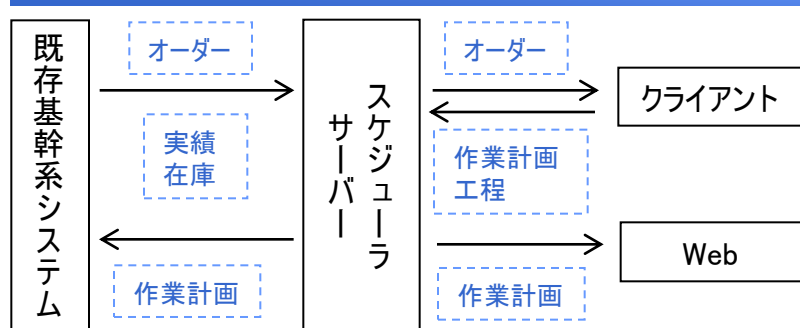 既存基幹系システム
オーダー
実績
在庫
作業計画
スケジューラ
サーバー
オーダー
作業計画
工程
作業計画
クライアント
Web